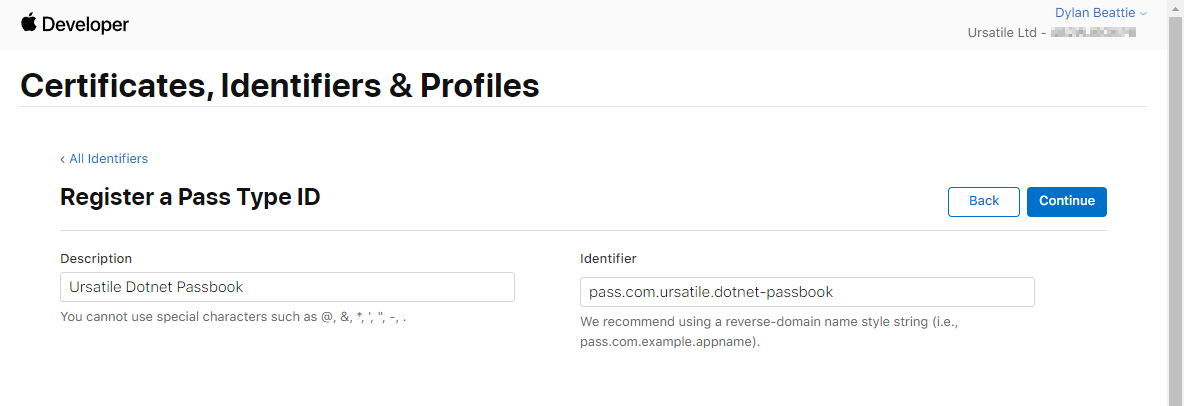 Developer
Dylan Beattie
Ursatile Ltd -
Certificates, Identifiers & Profiles
‹ All Identifiers
Register a Pass Type ID
Back
Continue
Description
Identifier
Ursatile Dotnet Passbook
pass.com.ursatile.dotnet-passbook
You cannot use special characters such as @, &, *, ', ", -, .
We recommend using a reverse-domain name style string (i.e.,
pass.com.example.appname).